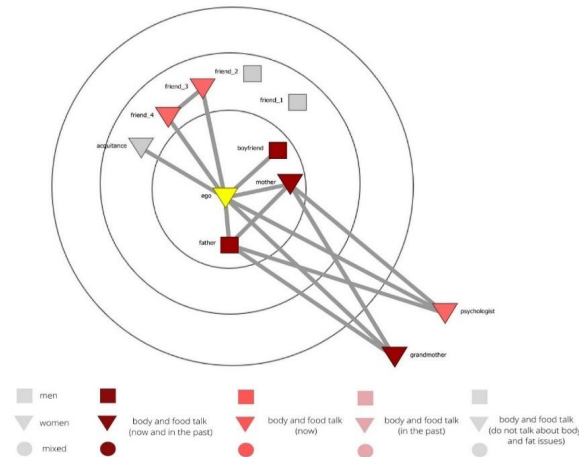 friend_2
friend_3
friend_1
friend_4
acquitance
boyfriend
mother
ego
father
psychologist
grandmother
men
women
mixed
body and food talk
(now and in the past)
body and food talk
(now)
body and food talk
(in the past)
body and food talk
(do not talk about body
and fat issues)